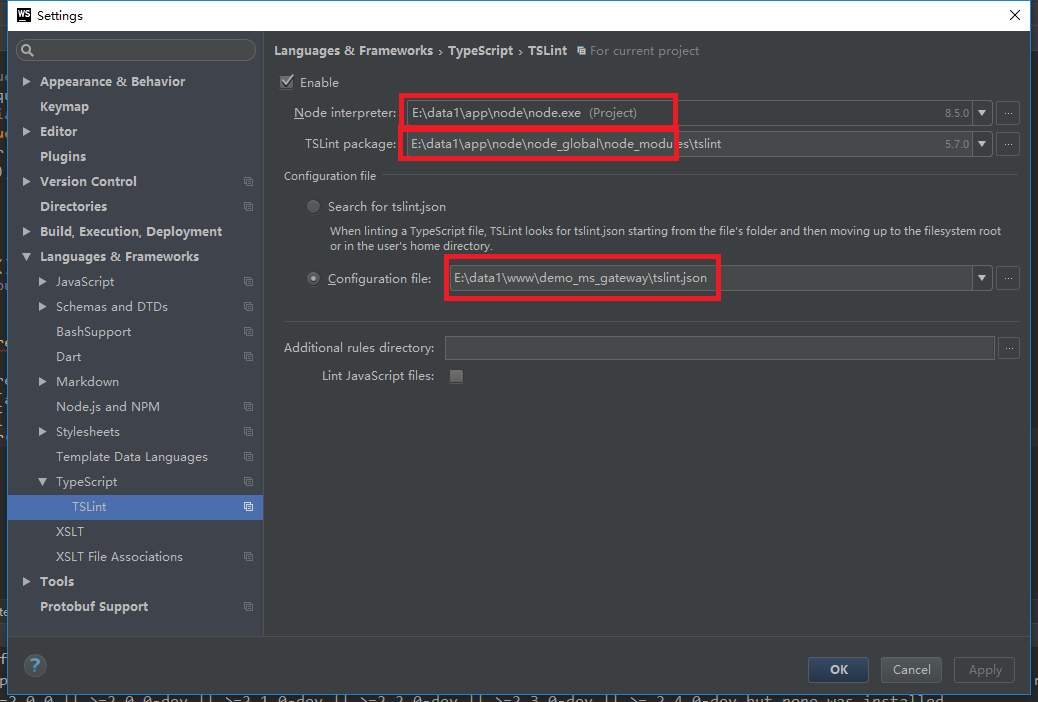 WS Settings
Languages & Frameworks › TypeScript › TSLint For current project
Appearance & Behavior
Keymap
Editor
Plugins
Version Control
Directories
Build, Execution, Deployment
Languages & Frameworks
JavaScript
Schemas and DTDs
BashSupport
Dart
Markdown
Node.js and NPM
Stylesheets
Template Data Languages
TypeScript
TSLint
XSLT
XSLT File Associations
Tools
Protobuf Support
Enable
Node interpreter: E:\data1\app\node\node.exe (Project) 8.5.0 ...
TSLint package: E:\data1\app\node\node_global\node_modules\tslint 5.7.0 ...
Configuration file
Search for tslint.json
When linting a TypeScript file, TSLint looks for tslint.json starting from the file's folder and then moving up to the filesystem root
or in the user's home directory.
Configuration file: E:\data1\www\demo_ms_gateway\tslint.json ...
Additional rules directory: ...
Lint JavaScript files:
?
OK Cancel Apply
>=2.1.0-dev || >=2.2.0-dev || >=2.3.0-dev || >= 2.4.0-dev but none was installed